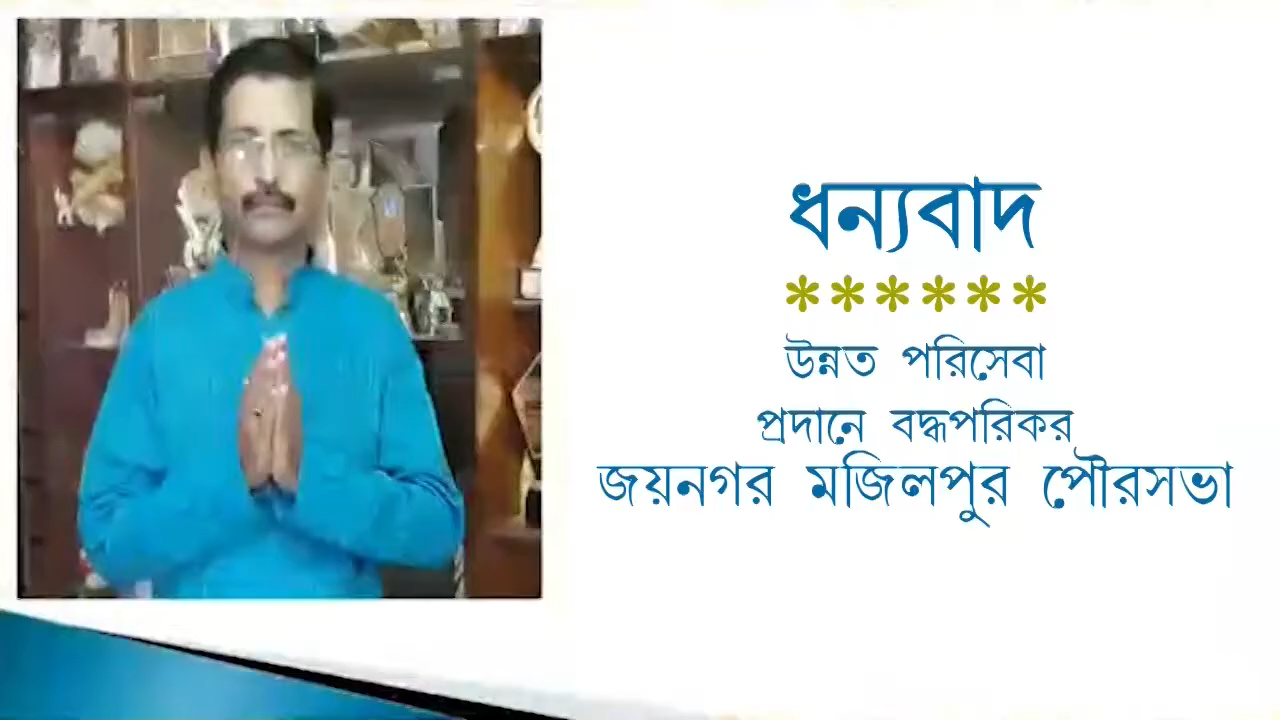 ধন্যবাদ
******
উন্নত পরিসেবা
প্রদানে বদ্ধপরিকর
জয়নগর মজিলপুর পৌরসভা